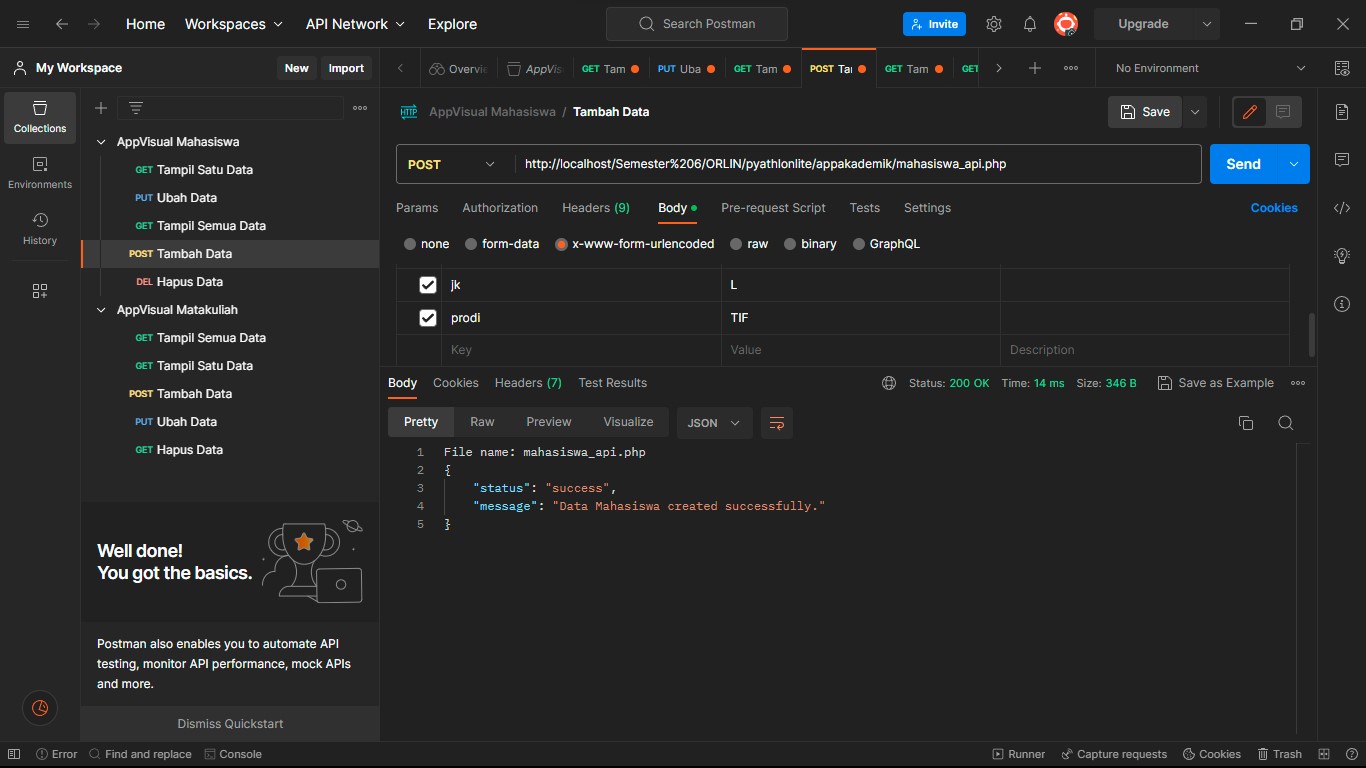 Home Workspaces API Network Explore Search Postman Invite Upgrade
My Workspace New Import Overvie AppVis GET Tam PUT Uba GET Tam POST Tar GET Tam GET No Environment
Collections
Environments
History
AppVisual Mahasiswa
GET Tampil Satu Data
PUT Ubah Data
GET Tampil Semua Data
POST Tambah Data
DEL Hapus Data
AppVisual Matakuliah
GET Tampil Semua Data
GET Tampil Satu Data
POST Tambah Data
PUT Ubah Data
GET Hapus Data
Well done!
You got the basics.
Postman also enables you to automate API
testing, monitor API performance, mock APIs
and more.
Dismiss Quickstart
HTTP AppVisual Mahasiswa / Tambah Data Save
POST http://localhost/Semester%206/ORLIN/pyathlonlite/appakademik/mahasiswa_api.php Send
Params Authorization Headers (9) Body Pre-request Script Tests Settings Cookies
none form-data x-www-form-urlencoded raw binary GraphQL
jk L
prodi TIF
Key Value Description
Body Cookies Headers (7) Test Results Status: 200 OK Time: 14 ms Size: 346 B Save as Example
Pretty Raw Preview Visualize JSON
1 File name: mahasiswa_api.php
2 {
3 "status": "success",
4 "message": "Data Mahasiswa created successfully."
5 }
Error Find and replace Console Runner Capture requests Cookies Trash